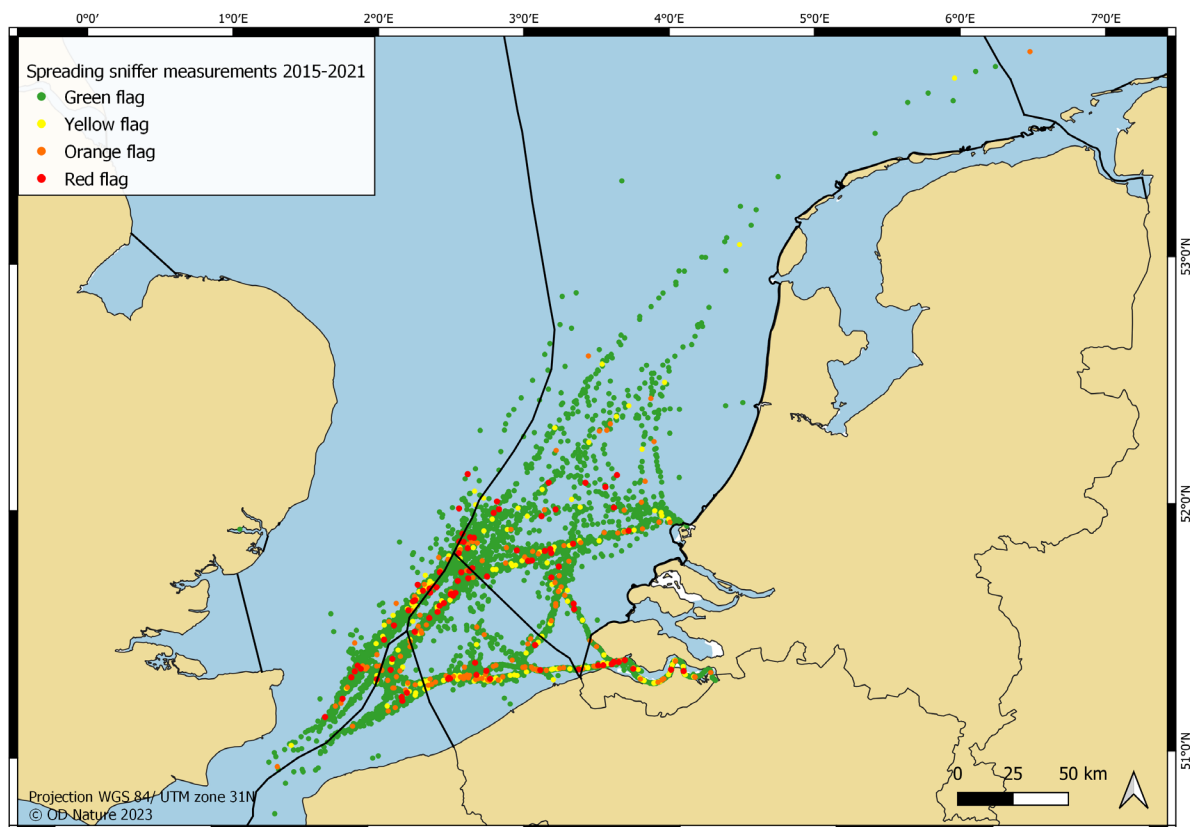 0°0'E 1°0'E 2°0'E 3°0'E 4°0'E 5°0'E 6°0'E 7°0'E
Spreading sniffer measurements 2015-2021
Green flag
Yellow flag
Orange flag
Red flag
53°0'N
52°0'N
51°0'N
0 25 50 km
Projection WGS 84/ UTM zone 31N
© OD Nature 2023